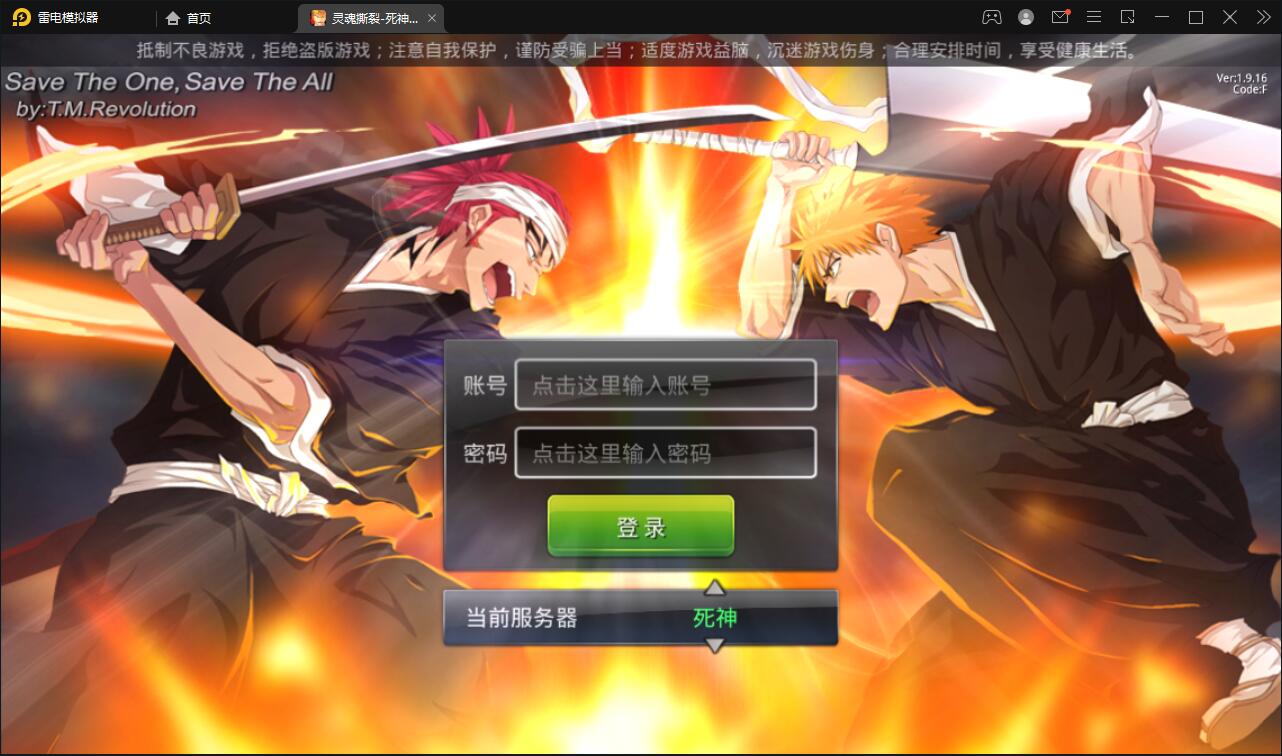 雷电模拟器
首页
灵魂撕裂-死神...
抵制不良游戏，拒绝盗版游戏；注意自我保护，谨防受骗上当；适度游戏益脑，沉迷游戏伤身；合理安排时间，享受健康生活。
Save The One, Save The All
by:T.M.Revolution
Ver:1.9.16
Code:F
账号 点击这里输入账号
密码 点击这里输入密码
登录
当前服务器 死神